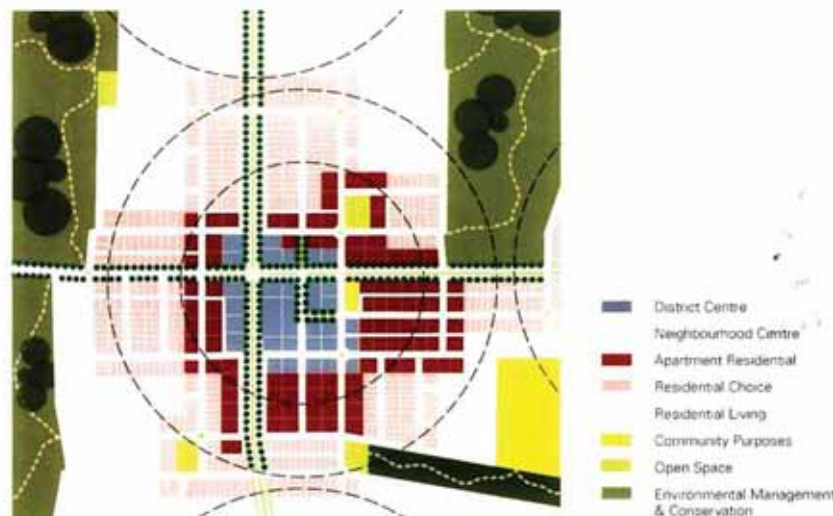 District Centre
Neighbourhood Centre
Apartment Residential
Residential Choice
Residential Living
Community Purposes
Open Space
Environmental Management
& Conservation